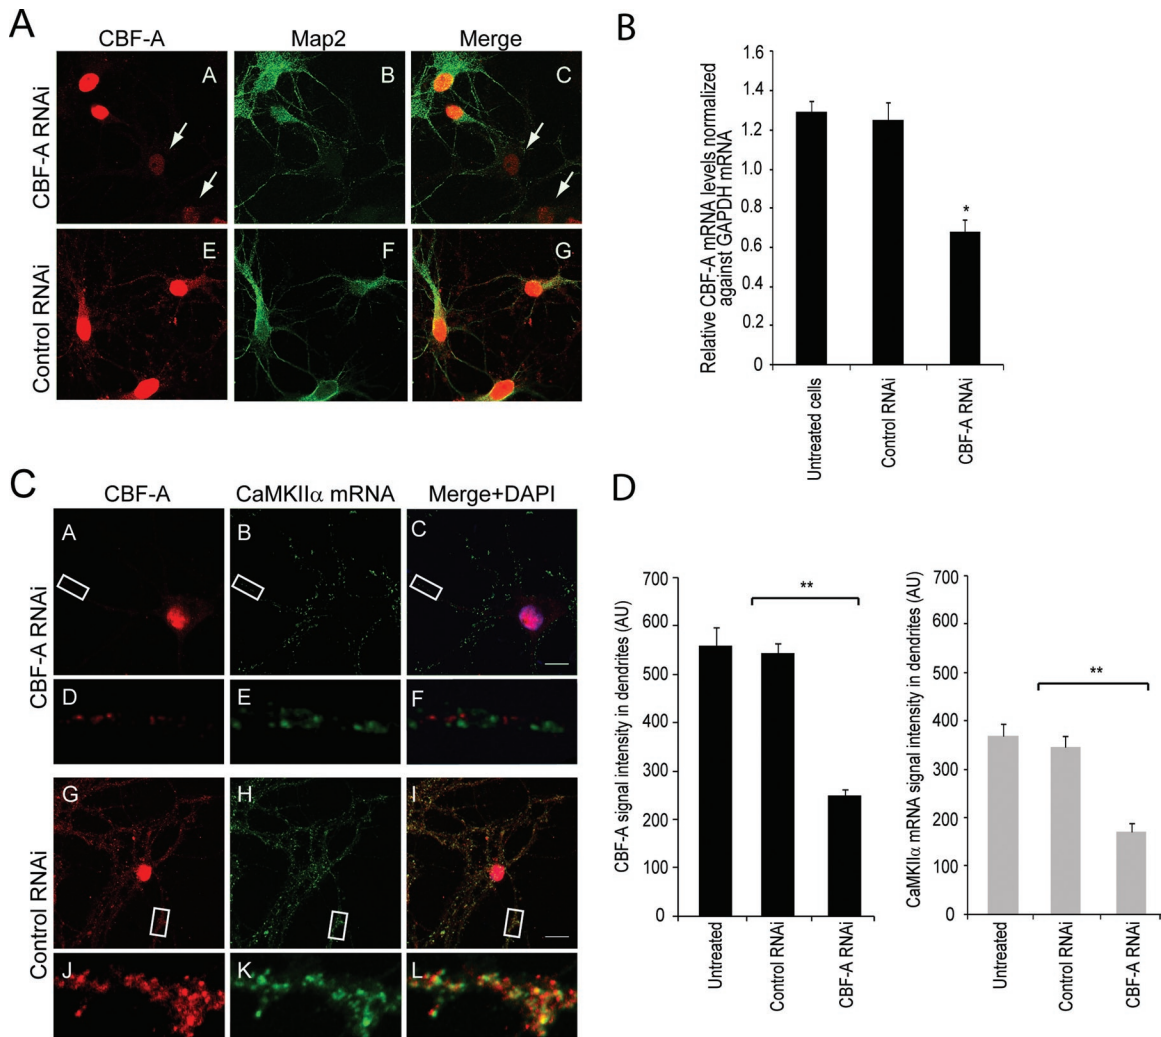 A
CBF-A
Map2
Merge
CBF-A RNAi
A
B
C
Control RNAi
E
F
G
B
Relative CBF-A mRNA levels normalized
against GAPDH mRNA
1.6
1.4
1.2
1
0.8
0.6
0.4
0.2
0
*
Untreated cells
Control RNAi
CBF-A RNAi
C
CBF-A
CaMKIIα mRNA
Merge+DAPI
CBF-A RNAi
A
B
C
D
E
F
Control RNAi
G
H
I
J
K
L
D
CBF-A signal intensity in dendrites (AU)
700
600
500
400
300
200
100
0
**
Untreated
Control RNAi
CBF-A RNAi
CaMKIIα mRNA signal intensity in dendrites (AU)
700
600
500
400
300
200
100
0
**
Untreated
Control RNAi
CBF-A RNAi